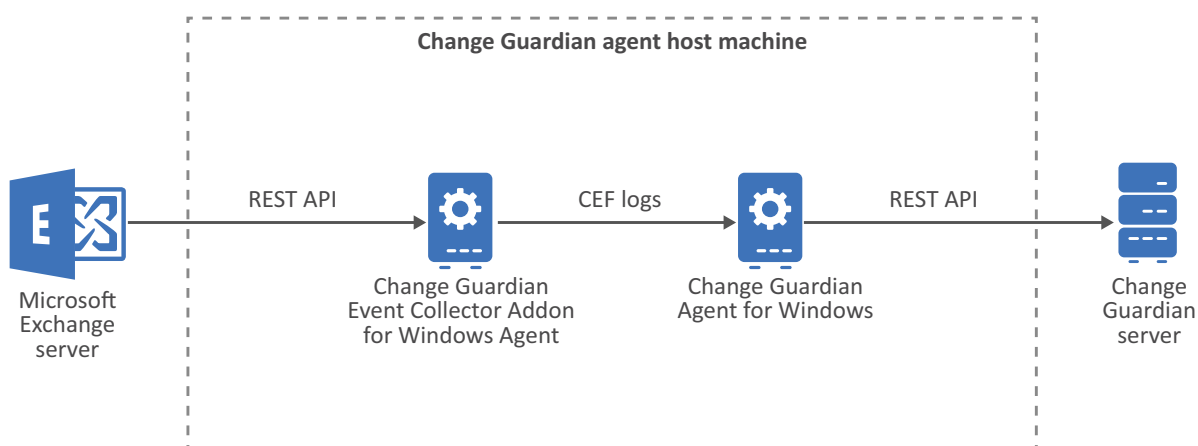 Change Guardian agent host machine
REST API
CEF logs
REST API
E
Microsoft
Exchange
server
Change Guardian
Event Collector Addon
for Windows Agent
Change Guardian
Agent for Windows
Change
Guardian
server